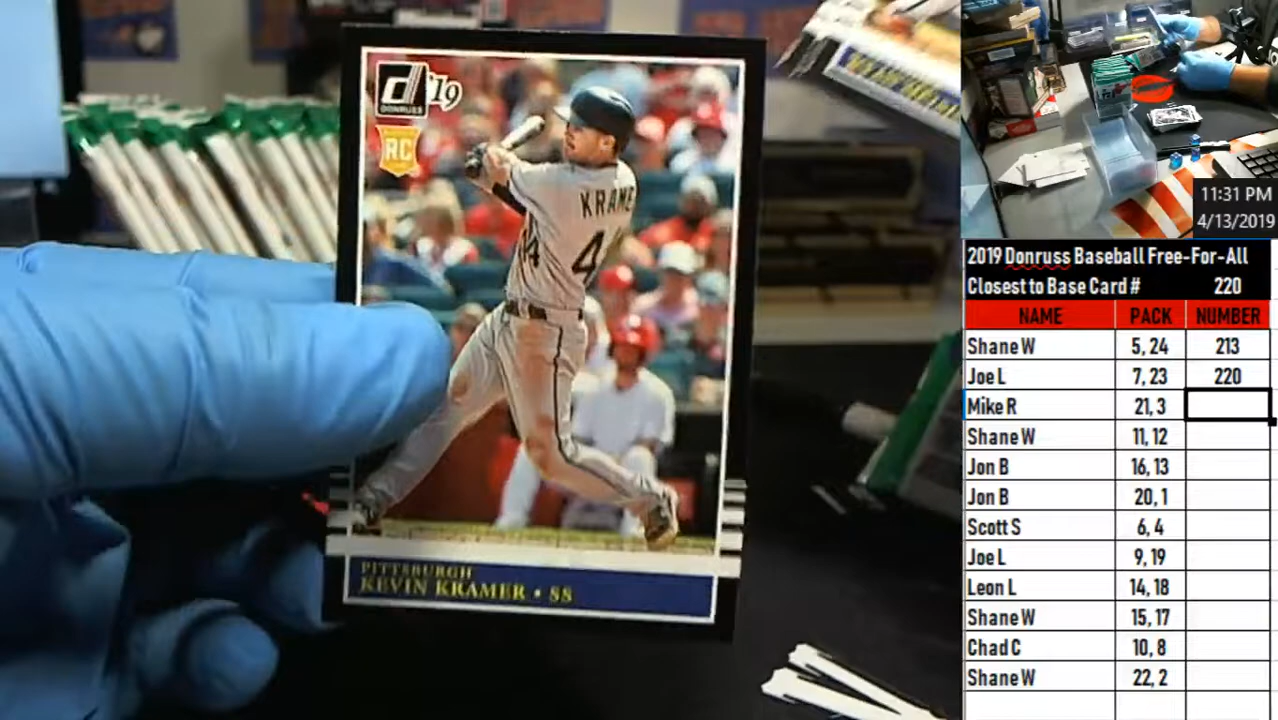 DONRUSS
'19
RC
KRAME
44
4
PITTSBURGH
KEVIN KRAMER • SS
11:31 PM
4/13/2019
2019 Donruss Baseball Free-For-All
Closest to Base Card # 220
NAME PACK NUMBER
Shane W 5, 24 213
Joe L 7, 23 220
Mike R 21, 3
Shane W 11, 12
Jon B 16, 13
Jon B 20, 1
Scott S 6, 4
Joe L 9, 19
Leon L 14, 18
Shane W 15, 17
Chad C 10, 8
Shane W 22, 2